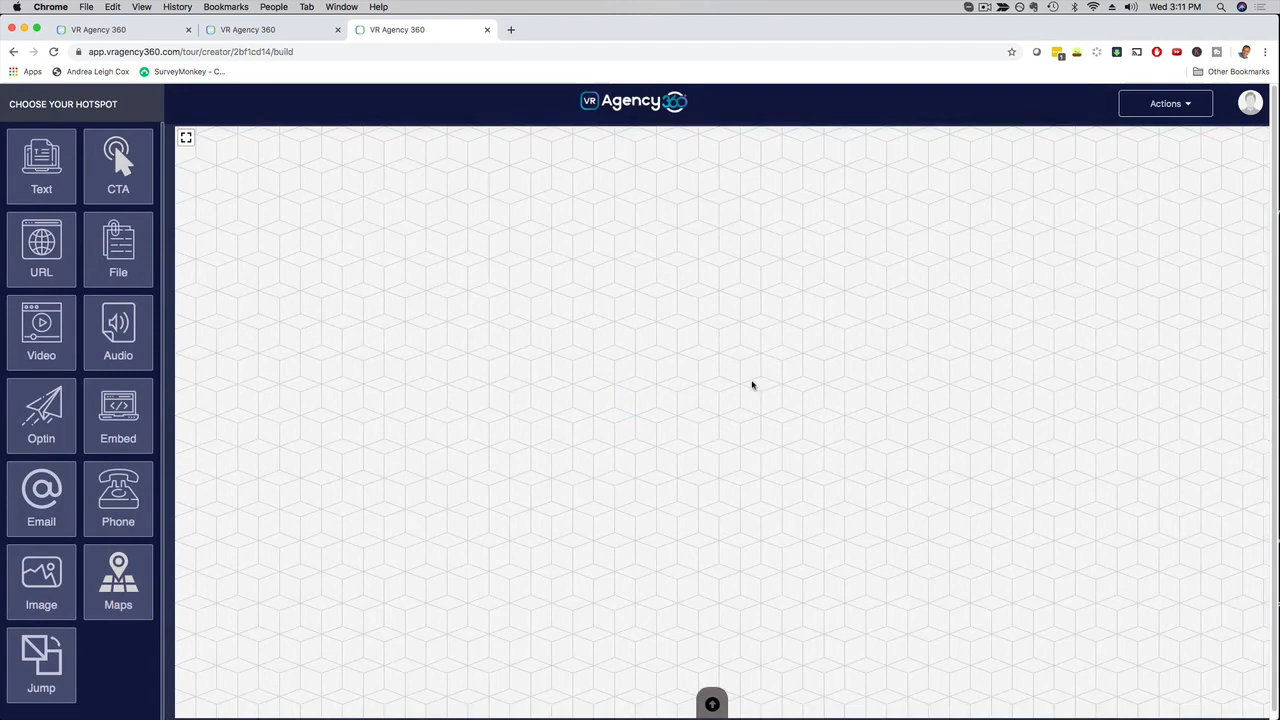 Chrome File Edit View History Bookmarks People Tab Window Help Wed 3:11 PM
VR Agency 360 VR Agency 360 VR Agency 360
app.vragency360.com/tour/creator/2bf1cd14/build
Apps Andrea Leigh Cox SurveyMonkey - C... Other Bookmarks
CHOOSE YOUR HOTSPOT
VR Agency360
Actions
Text CTA
URL File
Video Audio
Optin Embed
Email Phone
Image Maps
Jump